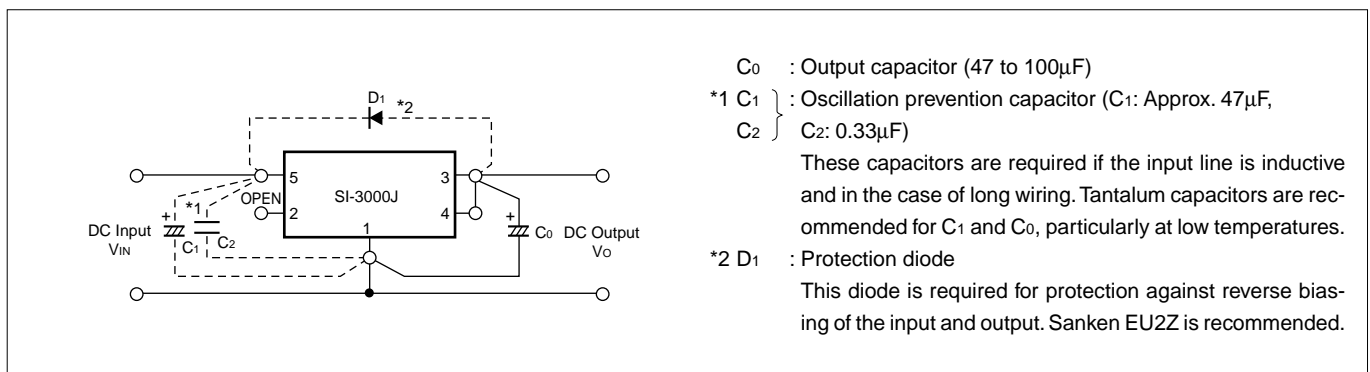 D1 *2
5
3
SI-3000J
OPEN
*1
2
4
1
+
+
C1
C2
C0
DC Input
VIN
DC Output
VO
C0 : Output capacitor (47 to 100μF)
*1 C1 : Oscillation prevention capacitor (C1: Approx. 47μF,
C2 C2: 0.33μF)
These capacitors are required if the input line is inductive
and in the case of long wiring. Tantalum capacitors are rec-
ommended for C1 and C0, particularly at low temperatures.
*2 D1 : Protection diode
This diode is required for protection against reverse bias-
ing of the input and output. Sanken EU2Z is recommended.